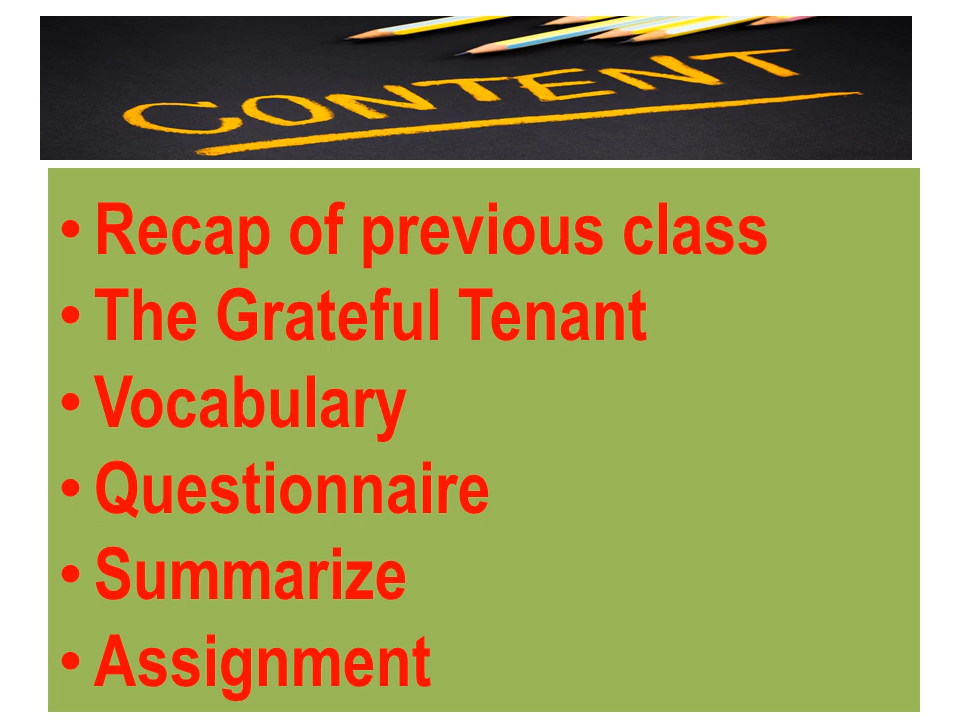 CONTENT
• Recap of previous class
• The Grateful Tenant
• Vocabulary
• Questionnaire
• Summarize
• Assignment